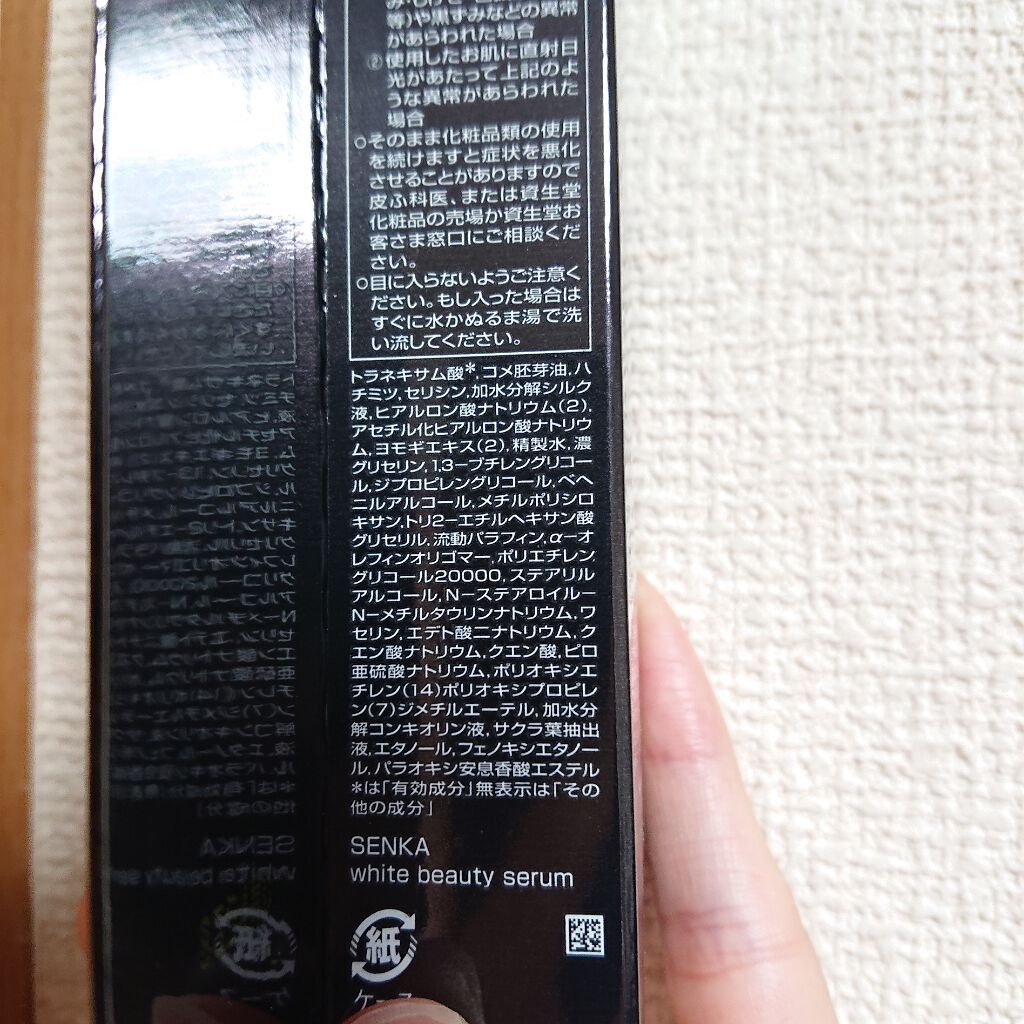 等)や黒ずみなどの異常
があらわれた場合
②使用したお肌に直射日
光があたって上記のよ
うな異常があらわれた
場合
○そのまま化粧品類の使用
を続けますと症状を悪化
させることがありますので
皮ふ科医、または資生堂
化粧品の売場か資生堂お
客さま窓口にご相談くだ
さい。
○目に入らないようご注意く
ださい。もし入った場合は
すぐに水かぬるま湯で洗
い流してください。
トラネキサム酸*,コメ胚芽油,ハ
チミツ,セリシン,加水分解シルク
液,ヒアルロン酸ナトリウム(2),
アセチル化ヒアルロン酸ナトリウ
ム,ヨモギエキス(2),精製水,濃
グリセリン,1,3−ブチレングリコー
ル,ジプロピレングリコール,ベヘ
ニルアルコール,メチルポリシロ
キサン,トリ2−エチルヘキサン酸
グリセリル,流動パラフィン,α−オ
レフィンオリゴマー,ポリエチレン
グリコール20000,ステアリル
アルコール,N−ステアロイル−
N−メチルタウリンナトリウム,ワ
セリン,エデト酸二ナトリウム,ク
エン酸ナトリウム,クエン酸,ピロ
亜硫酸ナトリウム,ポリオキシエ
チレン(14)ポリオキシプロピレ
ン(7)ジメチルエーテル,加水分
解コンキオリン液,サクラ葉抽出
液,エタノール,フェノキシエタノー
ル,パラオキシ安息香酸エステル
*は「有効成分」無表示は「その
他の成分」
SENKA
white beauty serum
紙
ケース